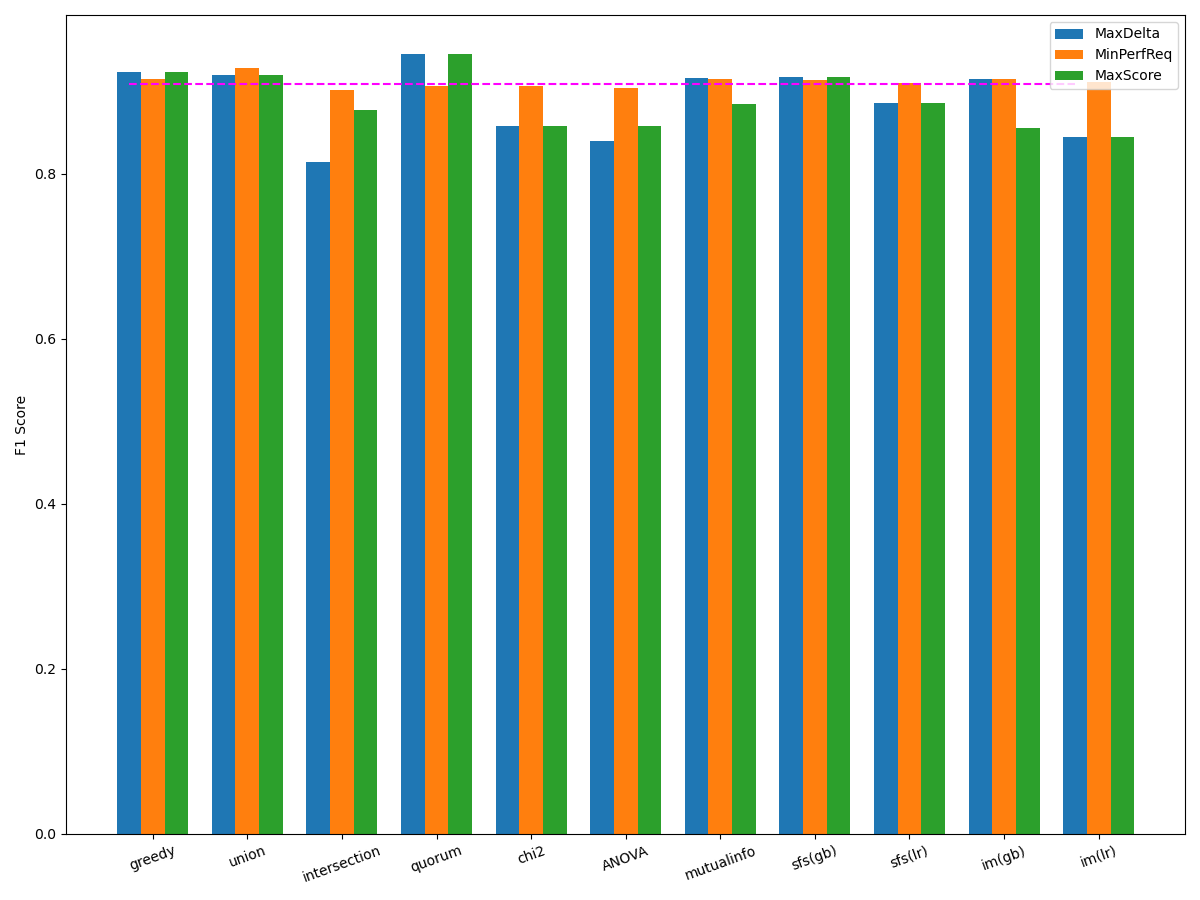 MaxDelta
MinPerfReq
MaxScore
F1 Score
0.8
0.6
0.4
0.2
0.0
greedy
union
intersection
quorum
chi2
ANOVA
mutualinfo
sfs(gb)
sfs(lr)
im(gb)
im(lr)